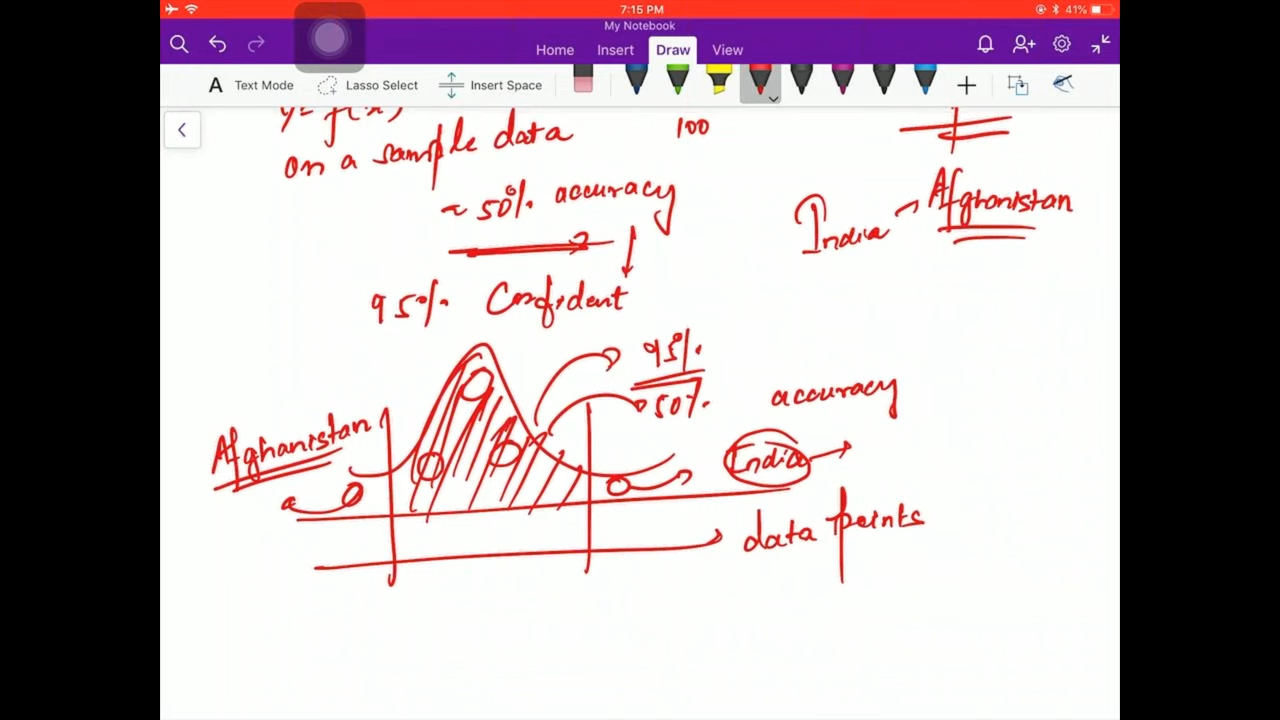 7:15 PM
41%
My Notebook
Home Insert Draw View
A Text Mode Lasso Select Insert Space
y = f(x)
on a sample data
100
~ 50% accuracy
India Afghanistan
95% Confident
95%
50%
accuracy
Afghanistan
India
data points